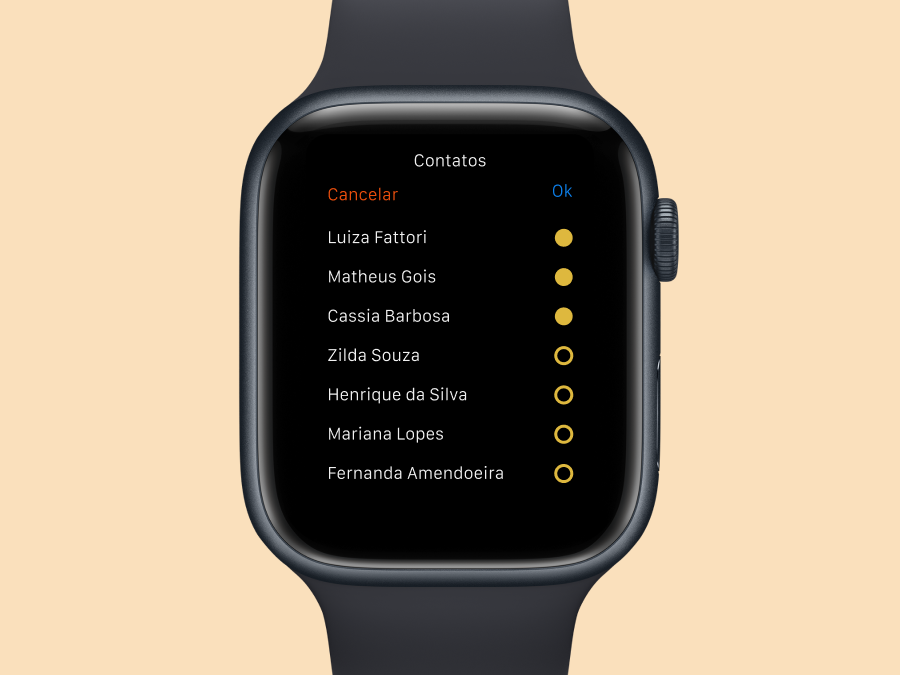 Contatos
Cancelar Ok
Luiza Fattori
Matheus Gois
Cassia Barbosa
Zilda Souza
Henrique da Silva
Mariana Lopes
Fernanda Amendoeira